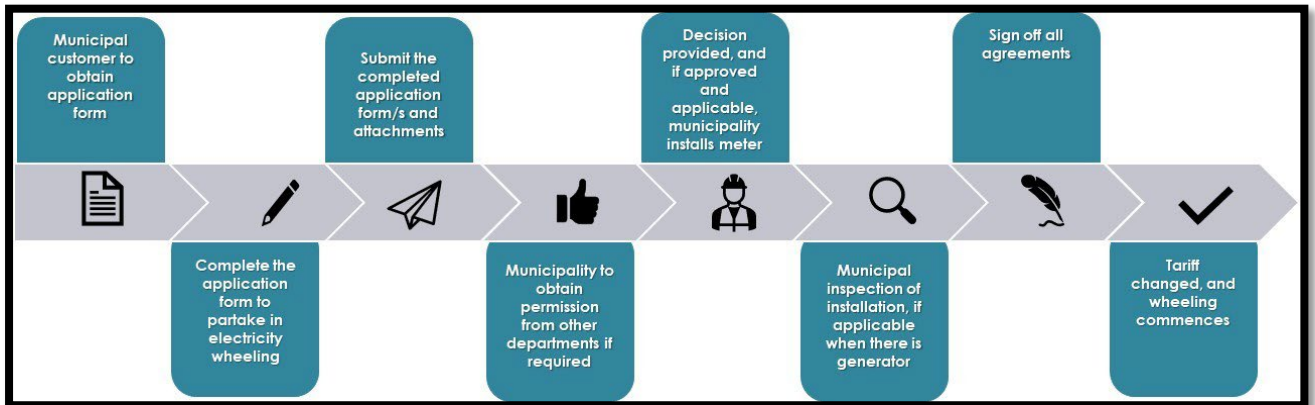 Municipal
customer to
obtain
application
form
Complete the
application
form to
partake in
electricity
wheeling
Submit the
completed
application
form/s and
attachments
Municipality to
obtain
permission
from other
departments if
required
Decision
provided, and
if approved
and
applicable,
municipality
installs meter
Municipal
inspection of
installation, if
applicable
when there is
generator
Sign off all
agreements
Tariff
changed, and
wheeling
commences